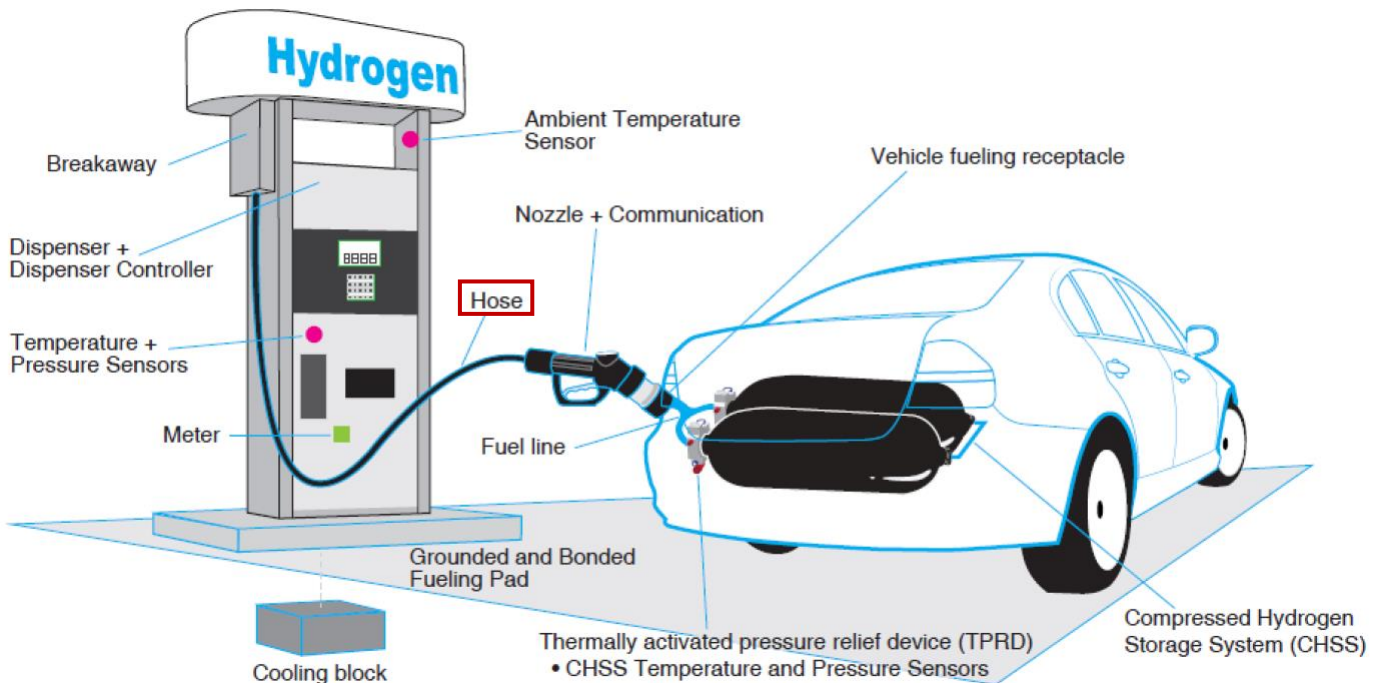 Hydrogen
Ambient Temperature
Sensor
Breakaway
Vehicle fueling receptacle
Nozzle + Communication
Dispenser +
Dispenser Controller
8888
Hose
Temperature +
Pressure Sensors
Meter
Fuel line
Grounded and Bonded
Fueling Pad
Compressed Hydrogen
Storage System (CHSS)
Thermally activated pressure relief device (TPRD)
• CHSS Temperature and Pressure Sensors
Cooling block